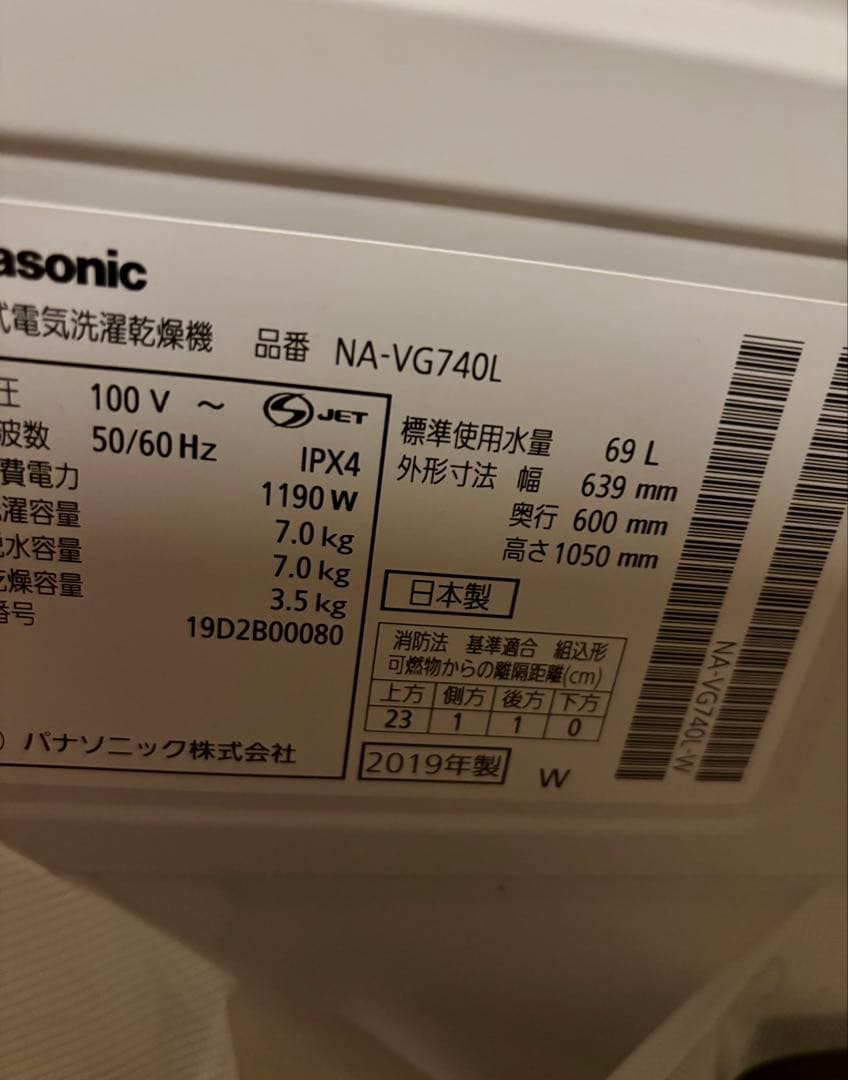 asonic
式電気洗濯乾燥機 品番 NA-VG740L
圧 100 V ～ S JET
波数 50/60 Hz IPX4
費電力 1190 W
濯容量 7.0 kg
脱水容量 7.0 kg
乾燥容量 3.5 kg
番号 19D2B00080
パナソニック株式会社
標準使用水量 69 L
外形寸法 幅 639 mm
奥行 600 mm
高さ 1050 mm
日本製
消防法 基準適合 組込形
可燃物からの離隔距離(cm)
上方 側方 後方 下方
23 1 1 0
2019年製 W
NA-VG740L-W